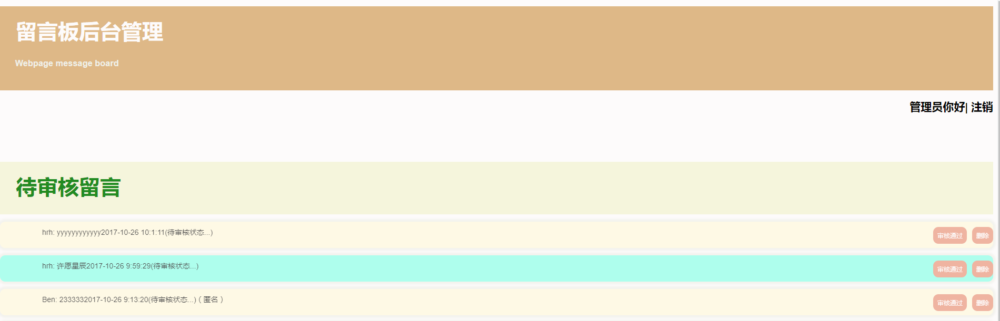 留言板后台管理
Webpage message board
管理员你好| 注销
待审核留言
hrh: yyyyyyyyyyyy2017-10-26 10:1:11(待审核状态...)
审核通过 删除
hrh: 许愿星辰2017-10-26 9:59:29(待审核状态...)
审核通过 删除
Ben: 2333332017-10-26 9:13:20(待审核状态...) ( 匿名 )
审核通过 删除